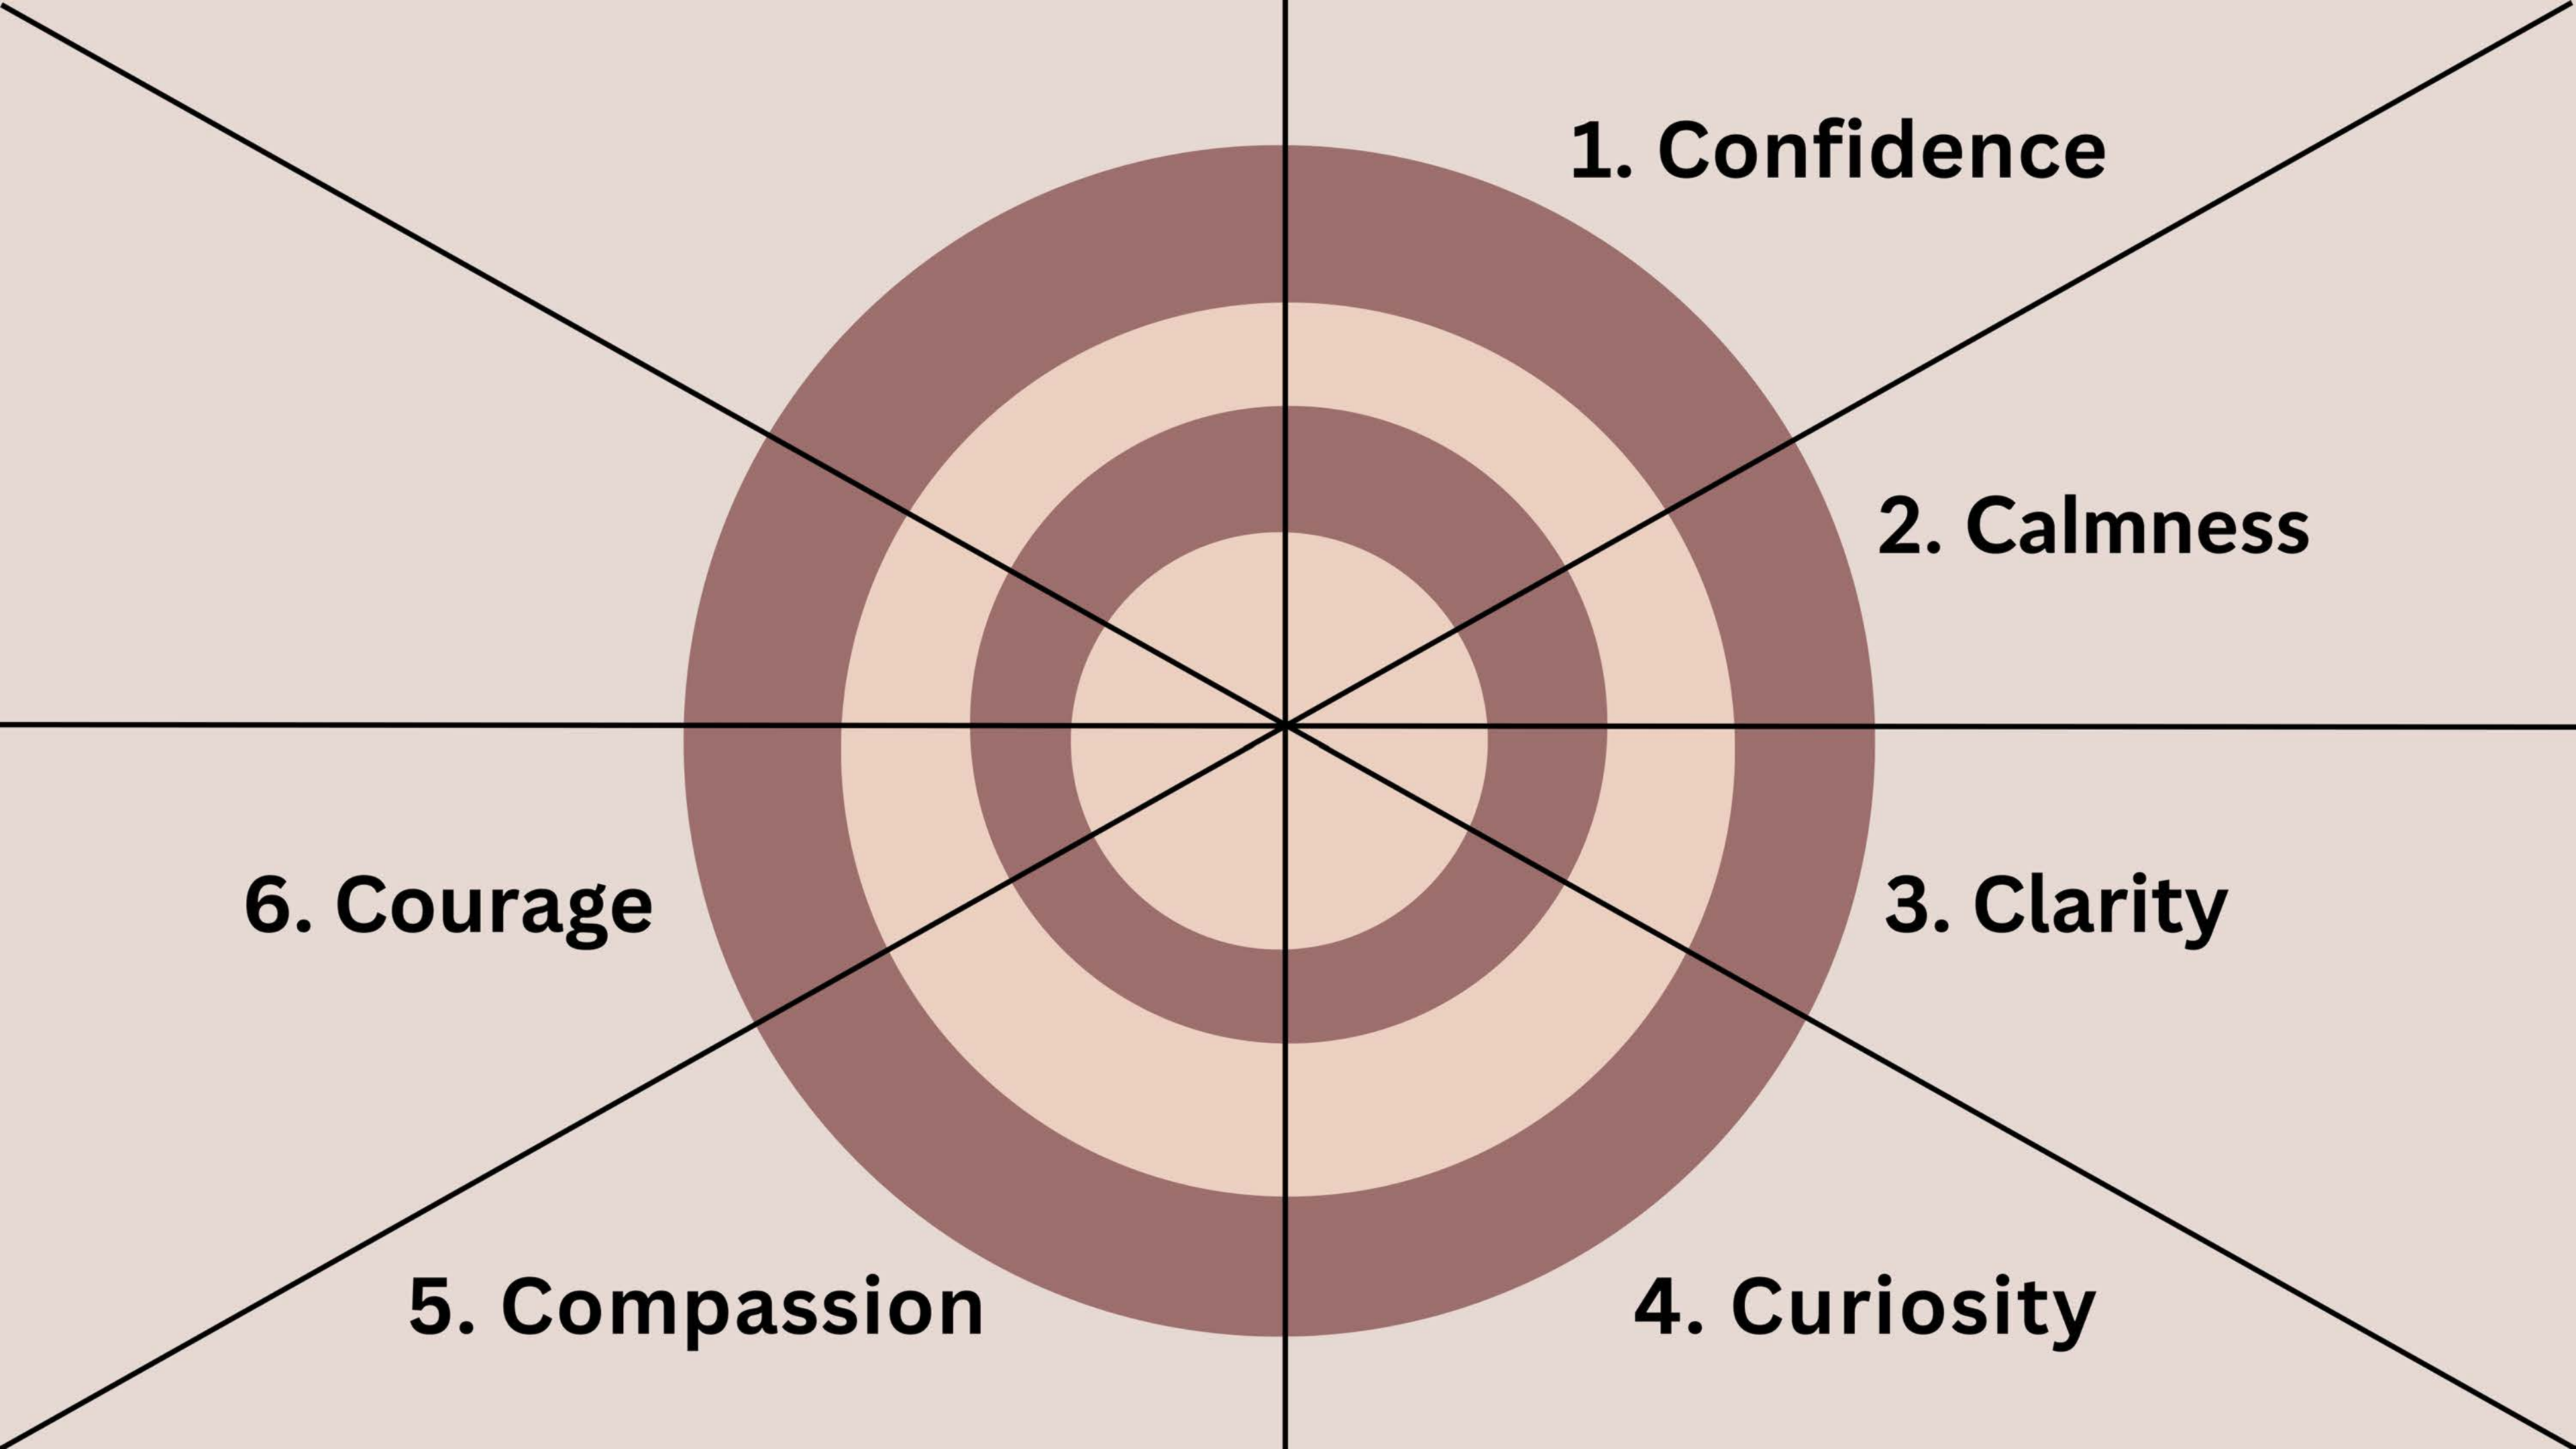 1. Confidence
2. Calmness
3. Clarity
4. Curiosity
5. Compassion
6. Courage